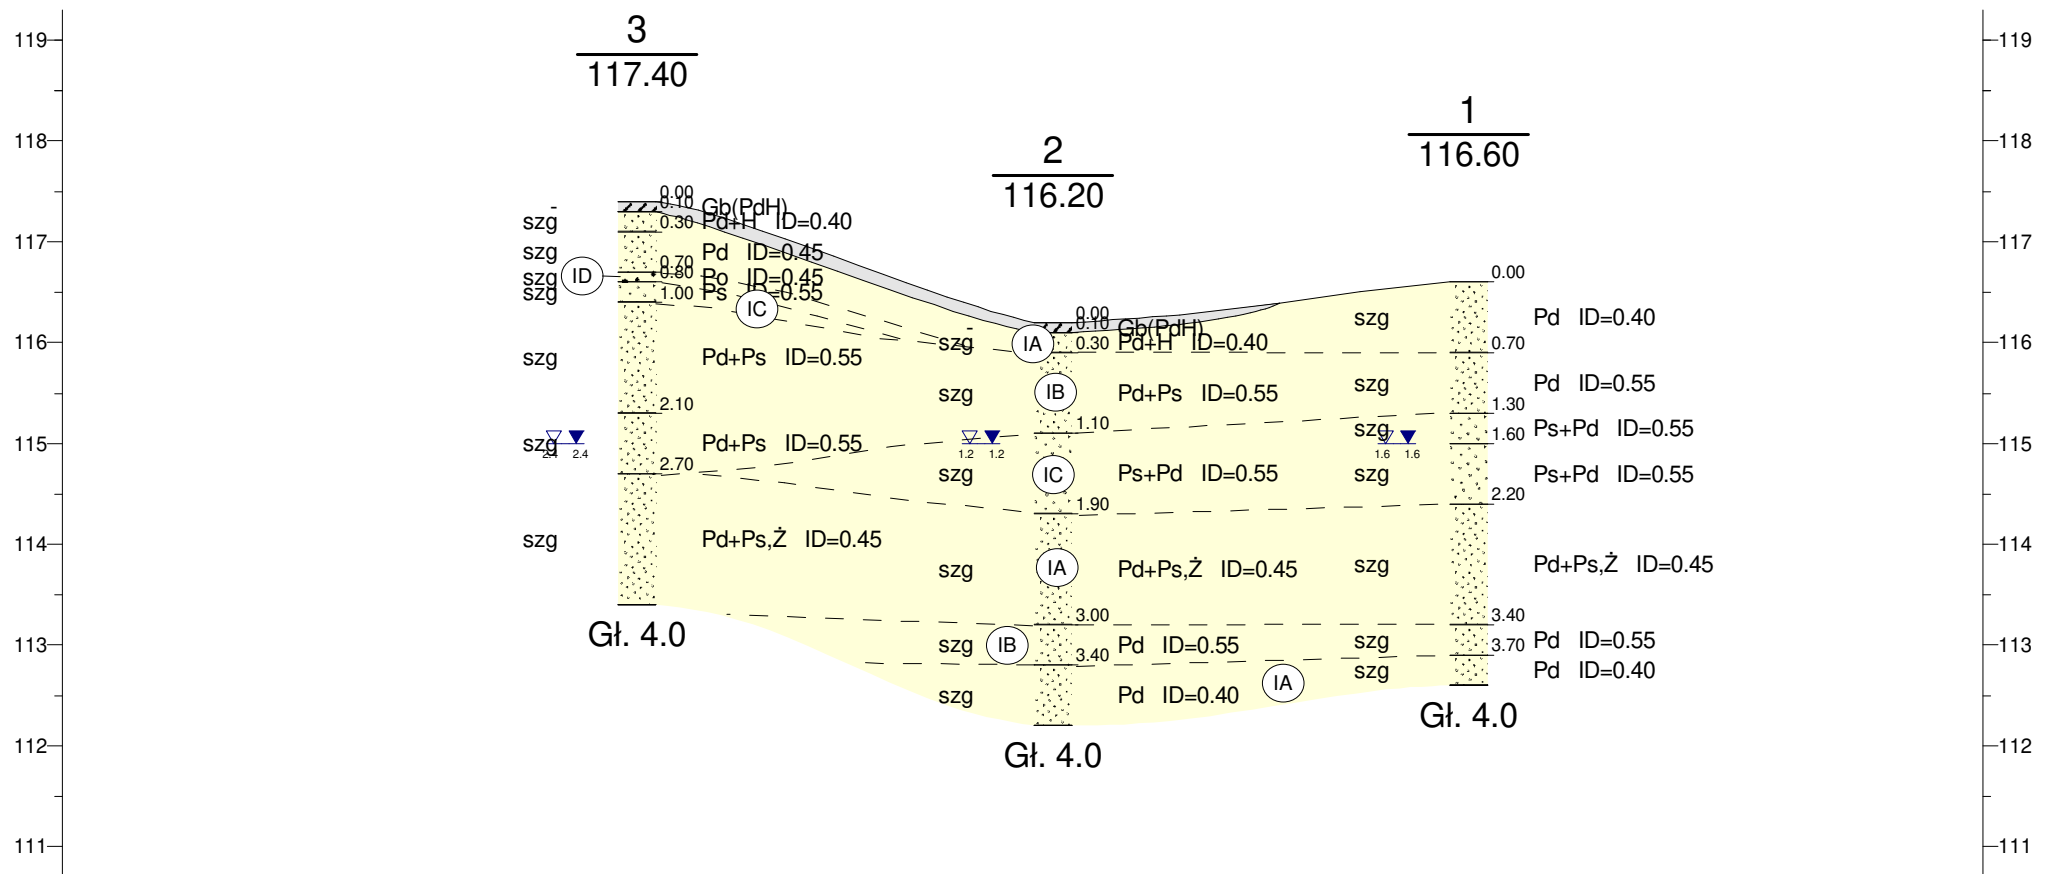 119
118
117
116
115
114
113
112
111
3
117.40
-
szg
szg
szg
szg
szg
szg
szg
ID
0.00
0.10
0.30
0.70
0.80
1.00
2.10
2.70
Gb(PdH)
Pd+H ID=0.40
Pd ID=0.45
Po ID=0.45
Ps ID=0.55
IC
Pd+Ps ID=0.55
Pd+Ps ID=0.55
Pd+Ps,Ż ID=0.45
2.4 2.4
Gł. 4.0
2
116.20
-
szg
szg
szg
szg
szg
szg
0.00
0.10
0.30
1.10
1.90
3.00
3.40
IA
IB
IC
IA
IB
Gb(PdH)
Pd+H ID=0.40
Pd+Ps ID=0.55
Ps+Pd ID=0.55
Pd+Ps,Ż ID=0.45
Pd ID=0.55
Pd ID=0.40
1.2 1.2
Gł. 4.0
1
116.60
szg
szg
szg
szg
szg
szg
szg
IA
0.00
0.70
1.30
1.60
2.20
3.40
3.70
Pd ID=0.40
Pd ID=0.55
Ps+Pd ID=0.55
Ps+Pd ID=0.55
Pd+Ps,Ż ID=0.45
Pd ID=0.55
Pd ID=0.40
1.6 1.6
Gł. 4.0
119
118
117
116
115
114
113
112
111